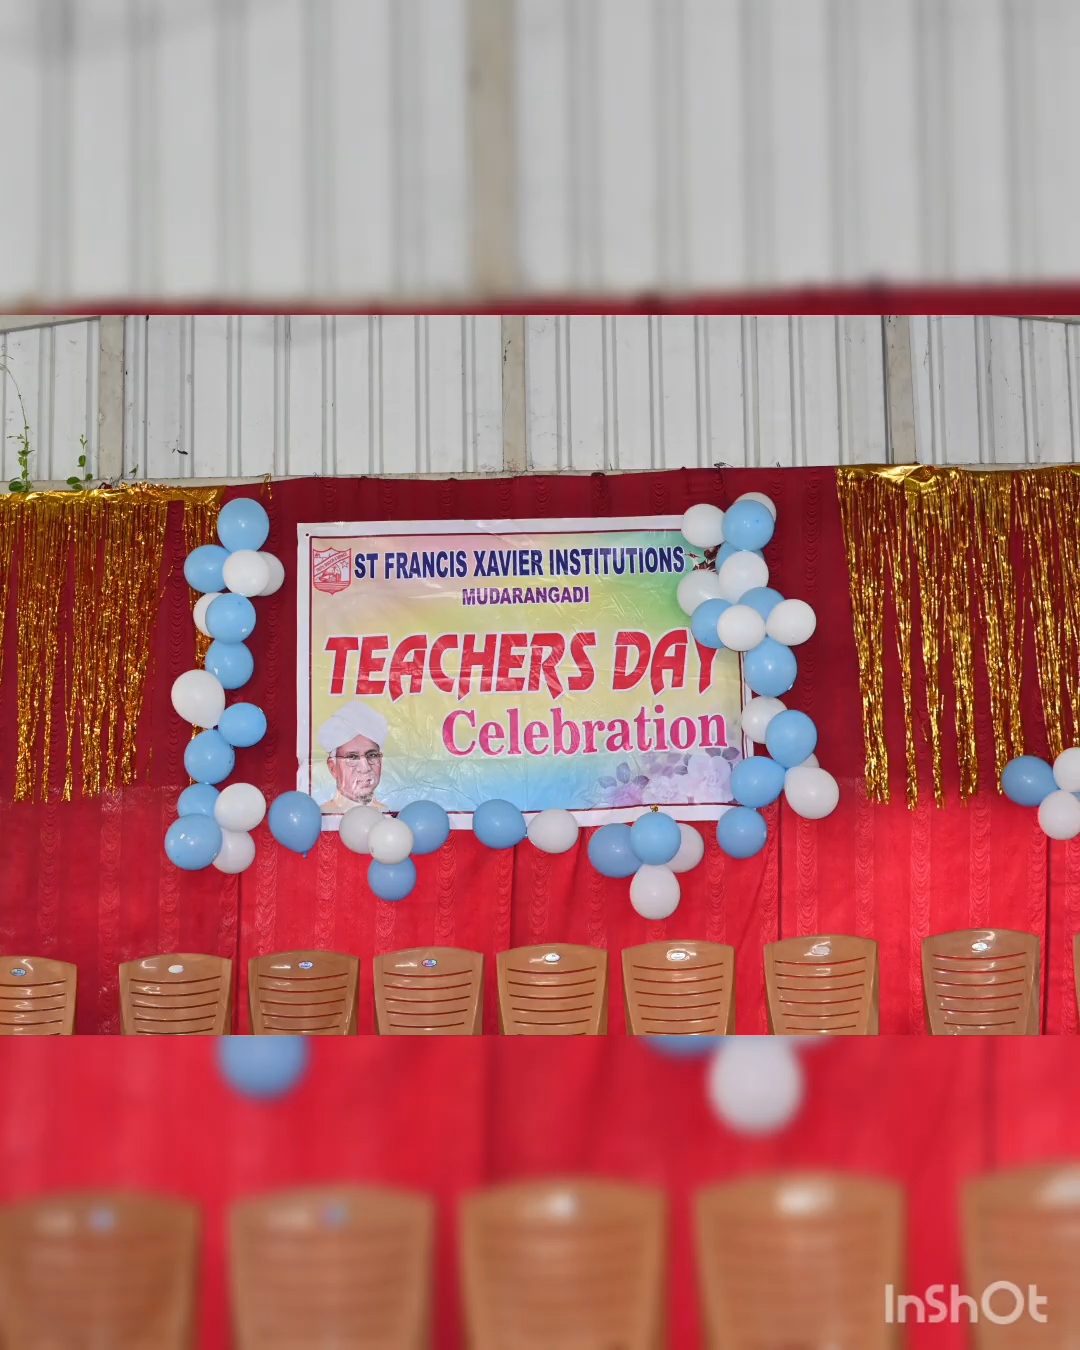 ST FRANCIS XAVIER INSTITUTIONS
MUDARANGADI
TEACHERS DAY
Celebration
InShOt